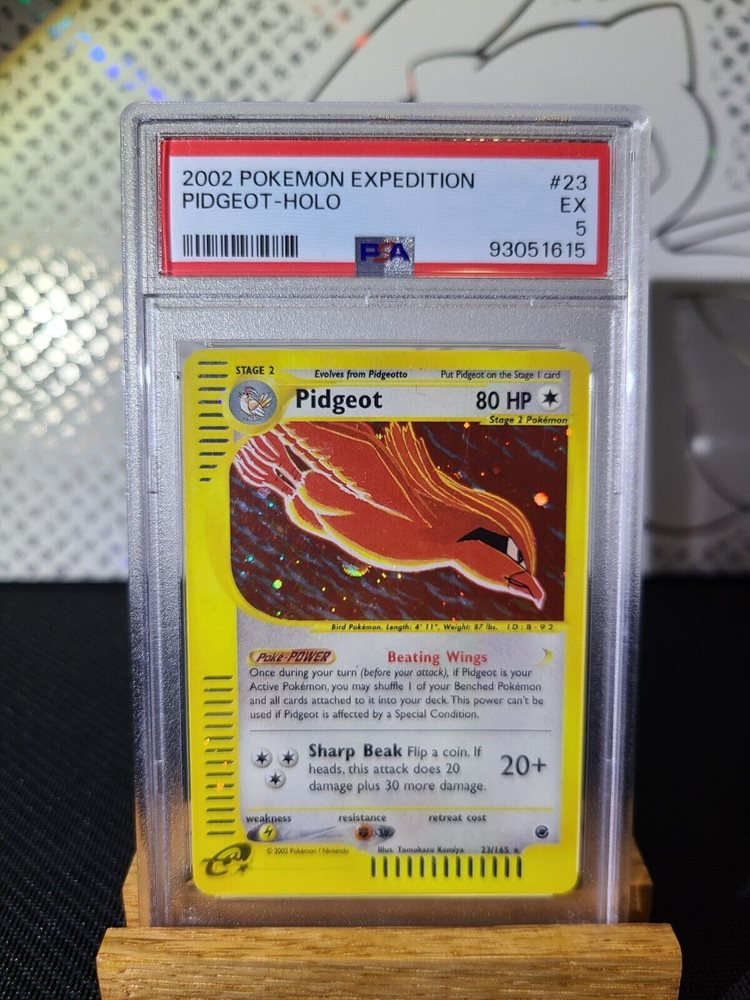 2002 POKEMON EXPEDITION #23
PIDGEOT-HOLO EX
5
PSA 93051615
STAGE 2 Evolves from Pidgeotto Put Pidgeot on the Stage 1 card
Pidgeot 80 HP
Stage 2 Pokémon
Bird Pokémon. Length: 4' 11", Weight: 87 lbs. ID: B-92
Poké-POWER Beating Wings
Once during your turn (before your attack), if Pidgeot is your
Active Pokémon, you may shuffle 1 of your Benched Pokémon
and all cards attached to it into your deck. This power can't be
used if Pidgeot is affected by a Special Condition.
Sharp Beak Flip a coin. If
heads, this attack does 20
damage plus 30 more damage.
20+
weakness resistance retreat cost
-30
© 2002 Pokémon / Nintendo Illus. Tomokazu Komiya 23/165 ★